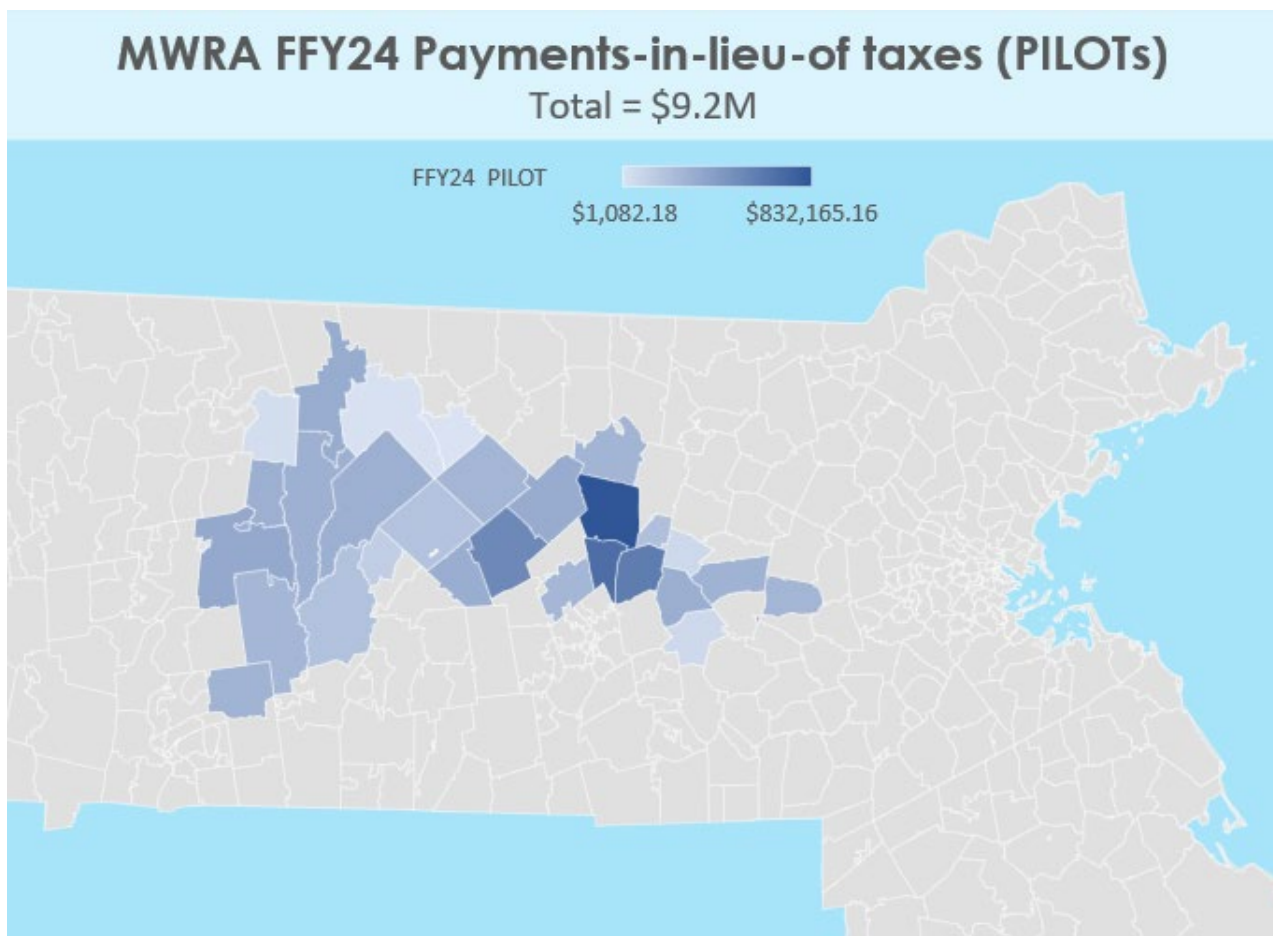 MWRA FFY24 Payments-in-lieu-of taxes (PILOTs)
Total = $9.2M
FFY24 PILOT
$1,082.18 $832,165.16